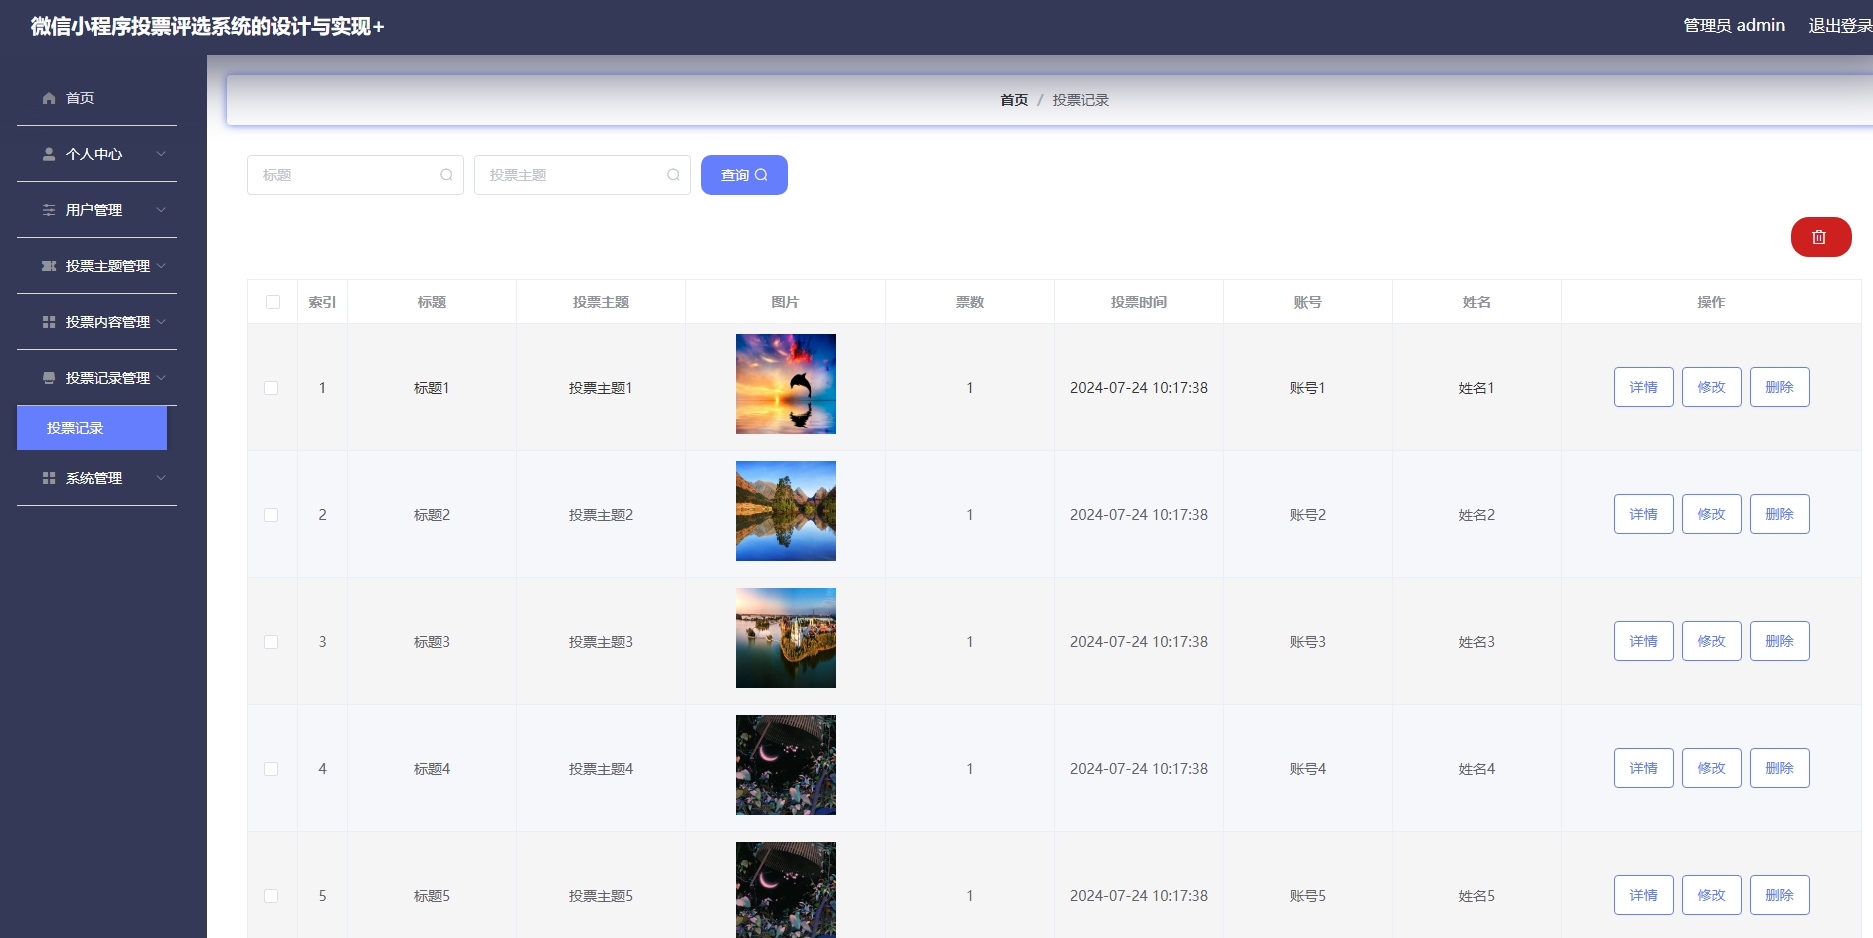 微信小程序投票评选系统的设计与实现+
管理员 admin 退出登录
首页
个人中心
用户管理
投票主题管理
投票内容管理
投票记录管理
投票记录
系统管理
首页 / 投票记录
标题 投票主题 查询
索引 标题 投票主题 图片 票数 投票时间 账号 姓名 操作
1 标题1 投票主题1 1 2024-07-24 10:17:38 账号1 姓名1 详情 修改 删除
2 标题2 投票主题2 1 2024-07-24 10:17:38 账号2 姓名2 详情 修改 删除
3 标题3 投票主题3 1 2024-07-24 10:17:38 账号3 姓名3 详情 修改 删除
4 标题4 投票主题4 1 2024-07-24 10:17:38 账号4 姓名4 详情 修改 删除
5 标题5 投票主题5 1 2024-07-24 10:17:38 账号5 姓名5 详情 修改 删除